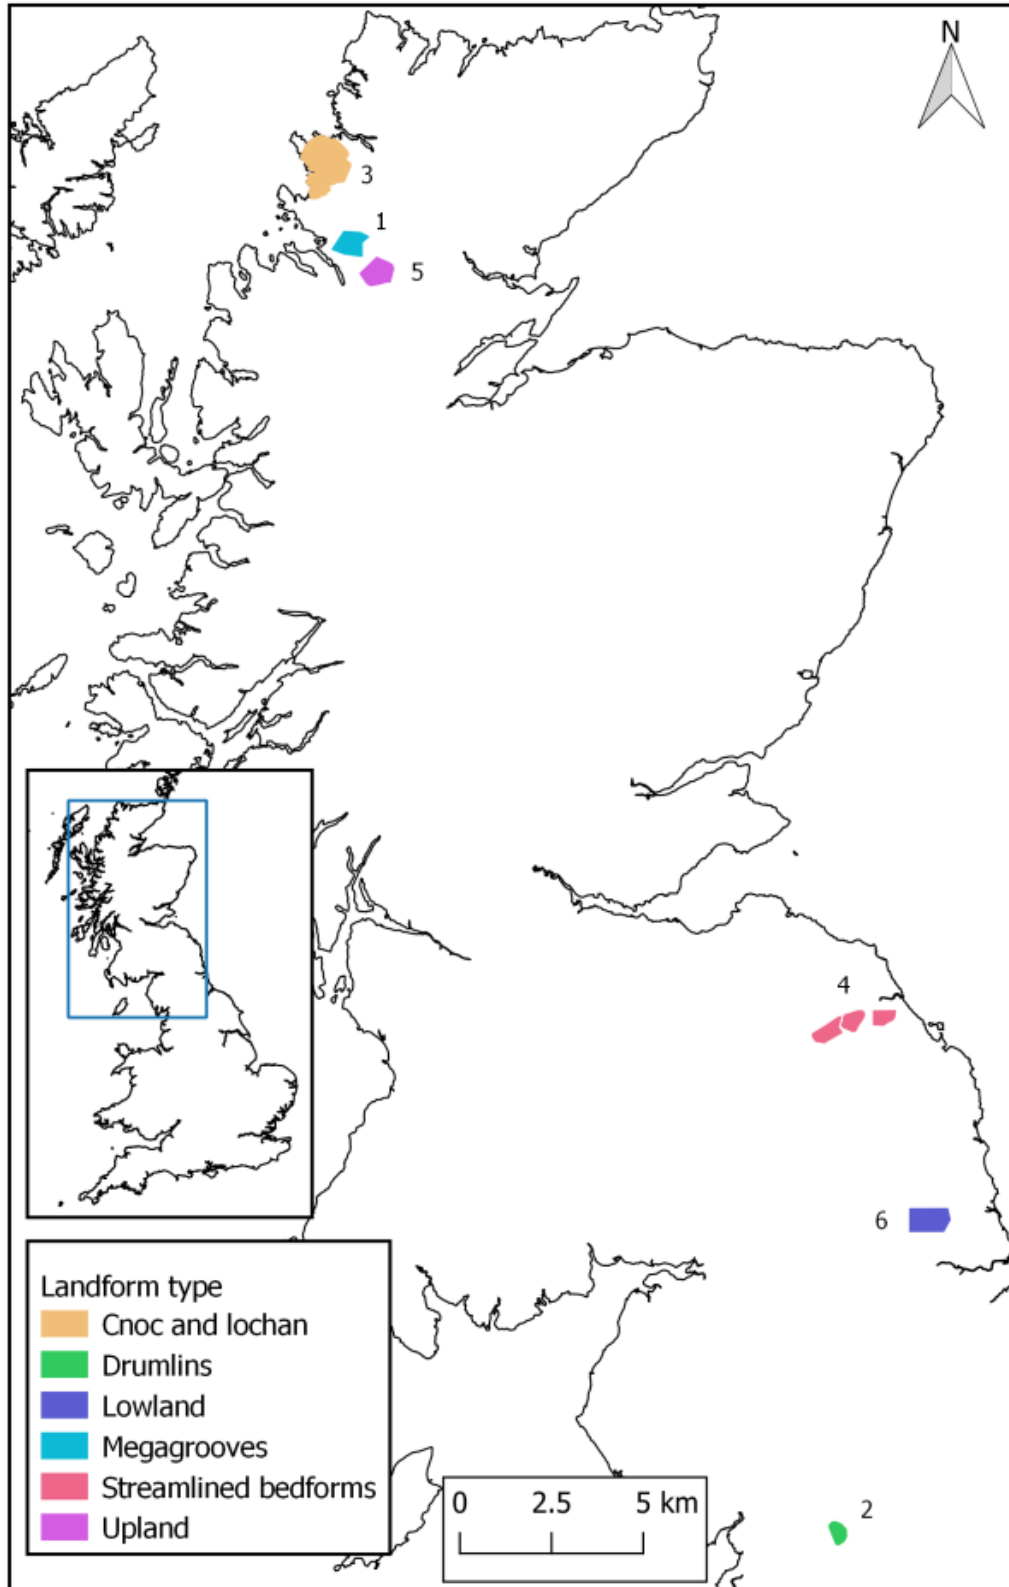 N
3
1
5
4
6
Landform type
Cnoc and lochan
Drumlins
Lowland
Megagrooves
Streamlined bedforms
Upland
0 2.5 5 km
2